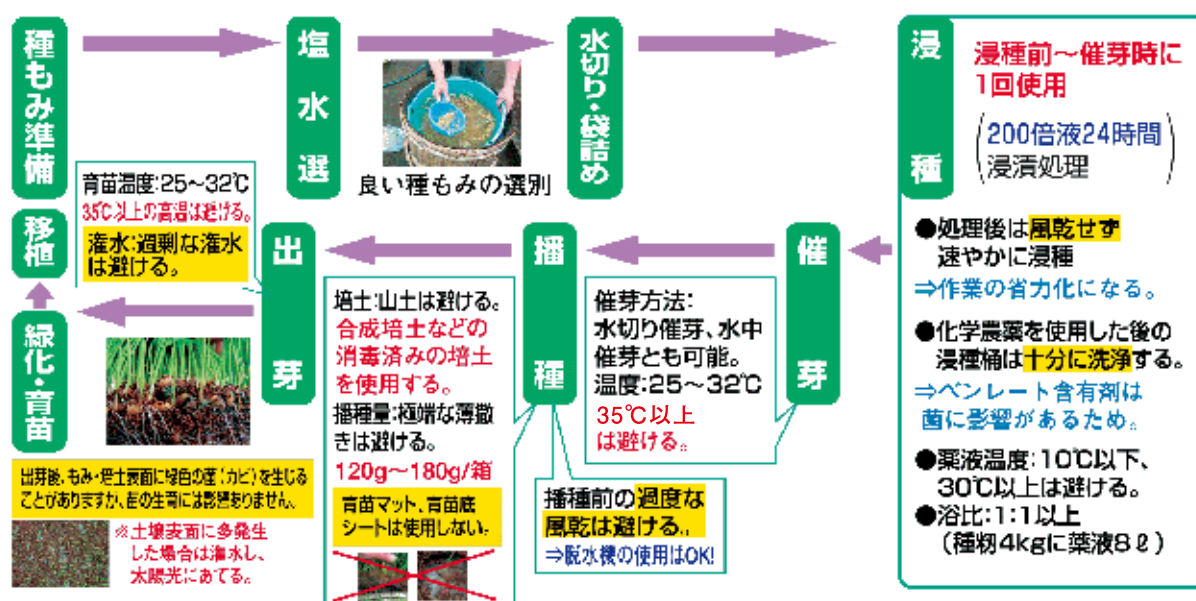 種もみ準備
塩水選
良い種もみの選別
水切り・袋詰め
浸種
浸種前～催芽時に
1回使用
(200倍液24時間
浸漬処理)
●処理後は風乾せず
速やかに浸種
⇒作業の省力化になる。
●化学農薬を使用した後の
浸種桶は十分に洗浄する。
⇒ベンレート含有剤は
菌に影響があるため。
●薬液温度:10℃以下、
30℃以上は避ける。
●浴比:1:1以上
(種籾4kgに薬液8ℓ)
催芽
催芽方法:
水切り催芽、水中
催芽とも可能。
温度:25～32℃
35℃以上
は避ける。
播種
培土:山土は避ける。
合成培土などの
消毒済みの培土
を使用する。
播種量:極端な薄撒
きは避ける。
120g～180g/箱
育苗マット、育苗底
シートは使用しない。
播種前の過度な
風乾は避ける。
⇒脱水機の使用はOK!
出芽
育苗温度:25～32℃
35℃以上の高温は避ける。
潅水:過剰な潅水
は避ける。
緑化・育苗
出芽後、もみ・培土表面に緑色の菌(カビ)を生じる
ことがありますが、苗の生育には影響ありません。
※土壌表面に多発生
した場合は潅水し、
太陽光にあてる。
移植